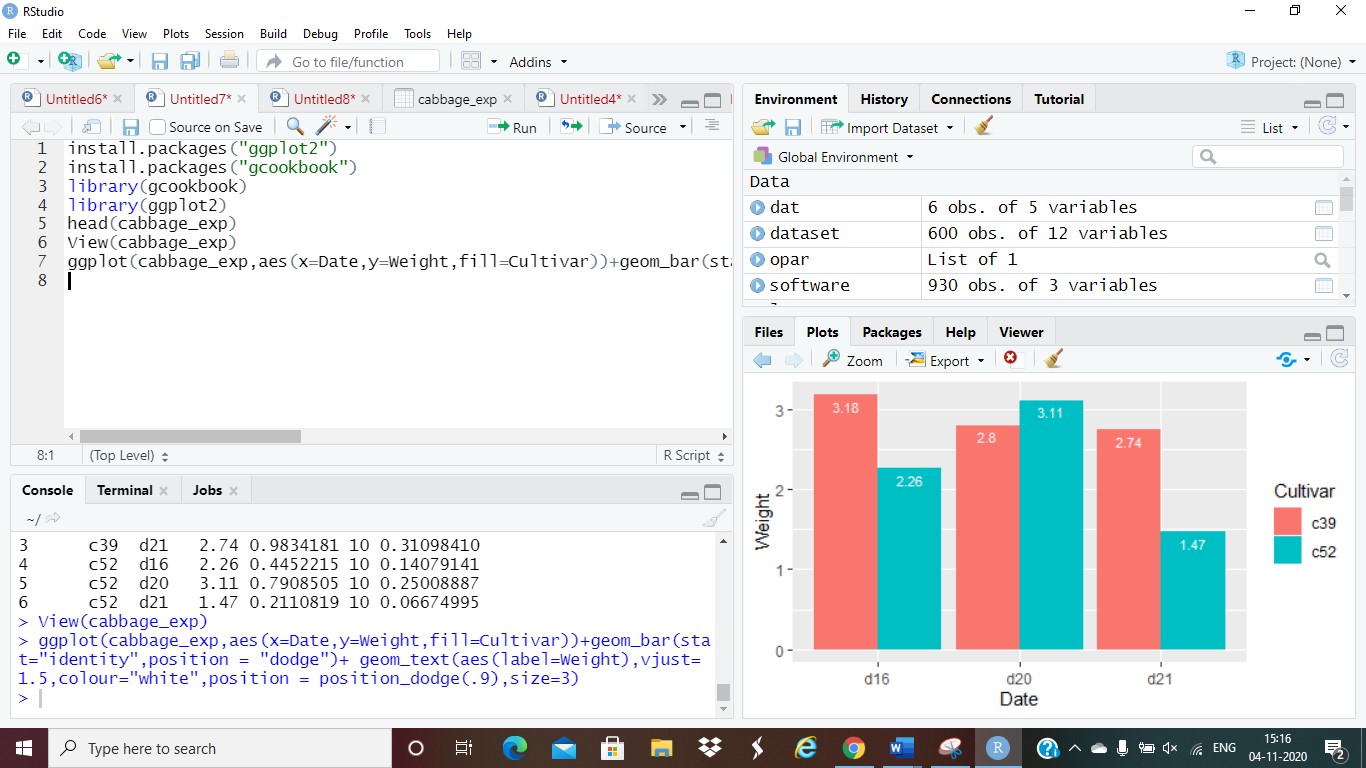 RStudio
File Edit Code View Plots Session Build Debug Profile Tools Help
Go to file/function Addins Project: (None)
Untitled6* Untitled7* Untitled8* cabbage_exp Untitled4*
Source on Save Run Source
1 install.packages("ggplot2")
2 install.packages("gcookbook")
3 library(gcookbook)
4 library(ggplot2)
5 head(cabbage_exp)
6 View(cabbage_exp)
7 ggplot(cabbage_exp,aes(x=Date,y=Weight,fill=Cultivar))+geom_bar(sta
8
8:1 (Top Level) R Script
Console Terminal Jobs
~/
3 c39 d21 2.74 0.9834181 10 0.31098410
4 c52 d16 2.26 0.4452215 10 0.14079141
5 c52 d20 3.11 0.7908505 10 0.25008887
6 c52 d21 1.47 0.2110819 10 0.06674995
> View(cabbage_exp)
> ggplot(cabbage_exp,aes(x=Date,y=Weight,fill=Cultivar))+geom_bar(sta
t="identity",position = "dodge")+ geom_text(aes(label=Weight),vjust=
1.5,colour="white",position = position_dodge(.9),size=3)
>
Environment History Connections Tutorial
Import Dataset List
Global Environment
Data
dat 6 obs. of 5 variables
dataset 600 obs. of 12 variables
opar List of 1
software 930 obs. of 3 variables
Files Plots Packages Help Viewer
Zoom Export
3.18 2.26 2.8 3.11 2.74 1.47
3
2
1
0
Weight
d16 d20 d21
Date
Cultivar
c39
c52
Type here to search
ENG
15:16
04-11-2020
2